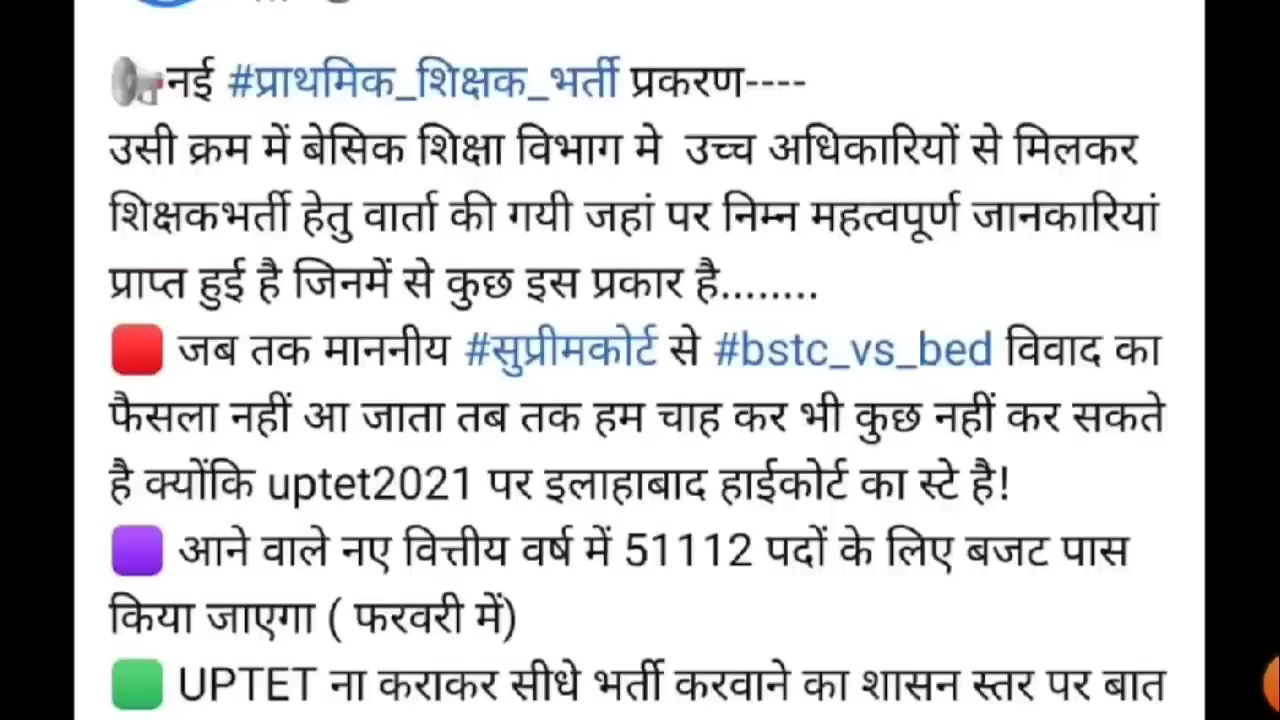 नई #प्राथमिक_शिक्षक_भर्ती प्रकरण----
उसी क्रम में बेसिक शिक्षा विभाग मे उच्च अधिकारियों से मिलकर
शिक्षकभर्ती हेतु वार्ता की गयी जहां पर निम्न महत्वपूर्ण जानकारियां
प्राप्त हुई है जिनमें से कुछ इस प्रकार है........
जब तक माननीय #सुप्रीमकोर्ट से #bstc_vs_bed विवाद का
फैसला नहीं आ जाता तब तक हम चाह कर भी कुछ नहीं कर सकते
है क्योंकि uptet2021 पर इलाहाबाद हाईकोर्ट का स्टे है!
आने वाले नए वित्तीय वर्ष में 51112 पदों के लिए बजट पास
किया जाएगा ( फरवरी में)
UPTET ना कराकर सीधे भर्ती करवाने का शासन स्तर पर बात